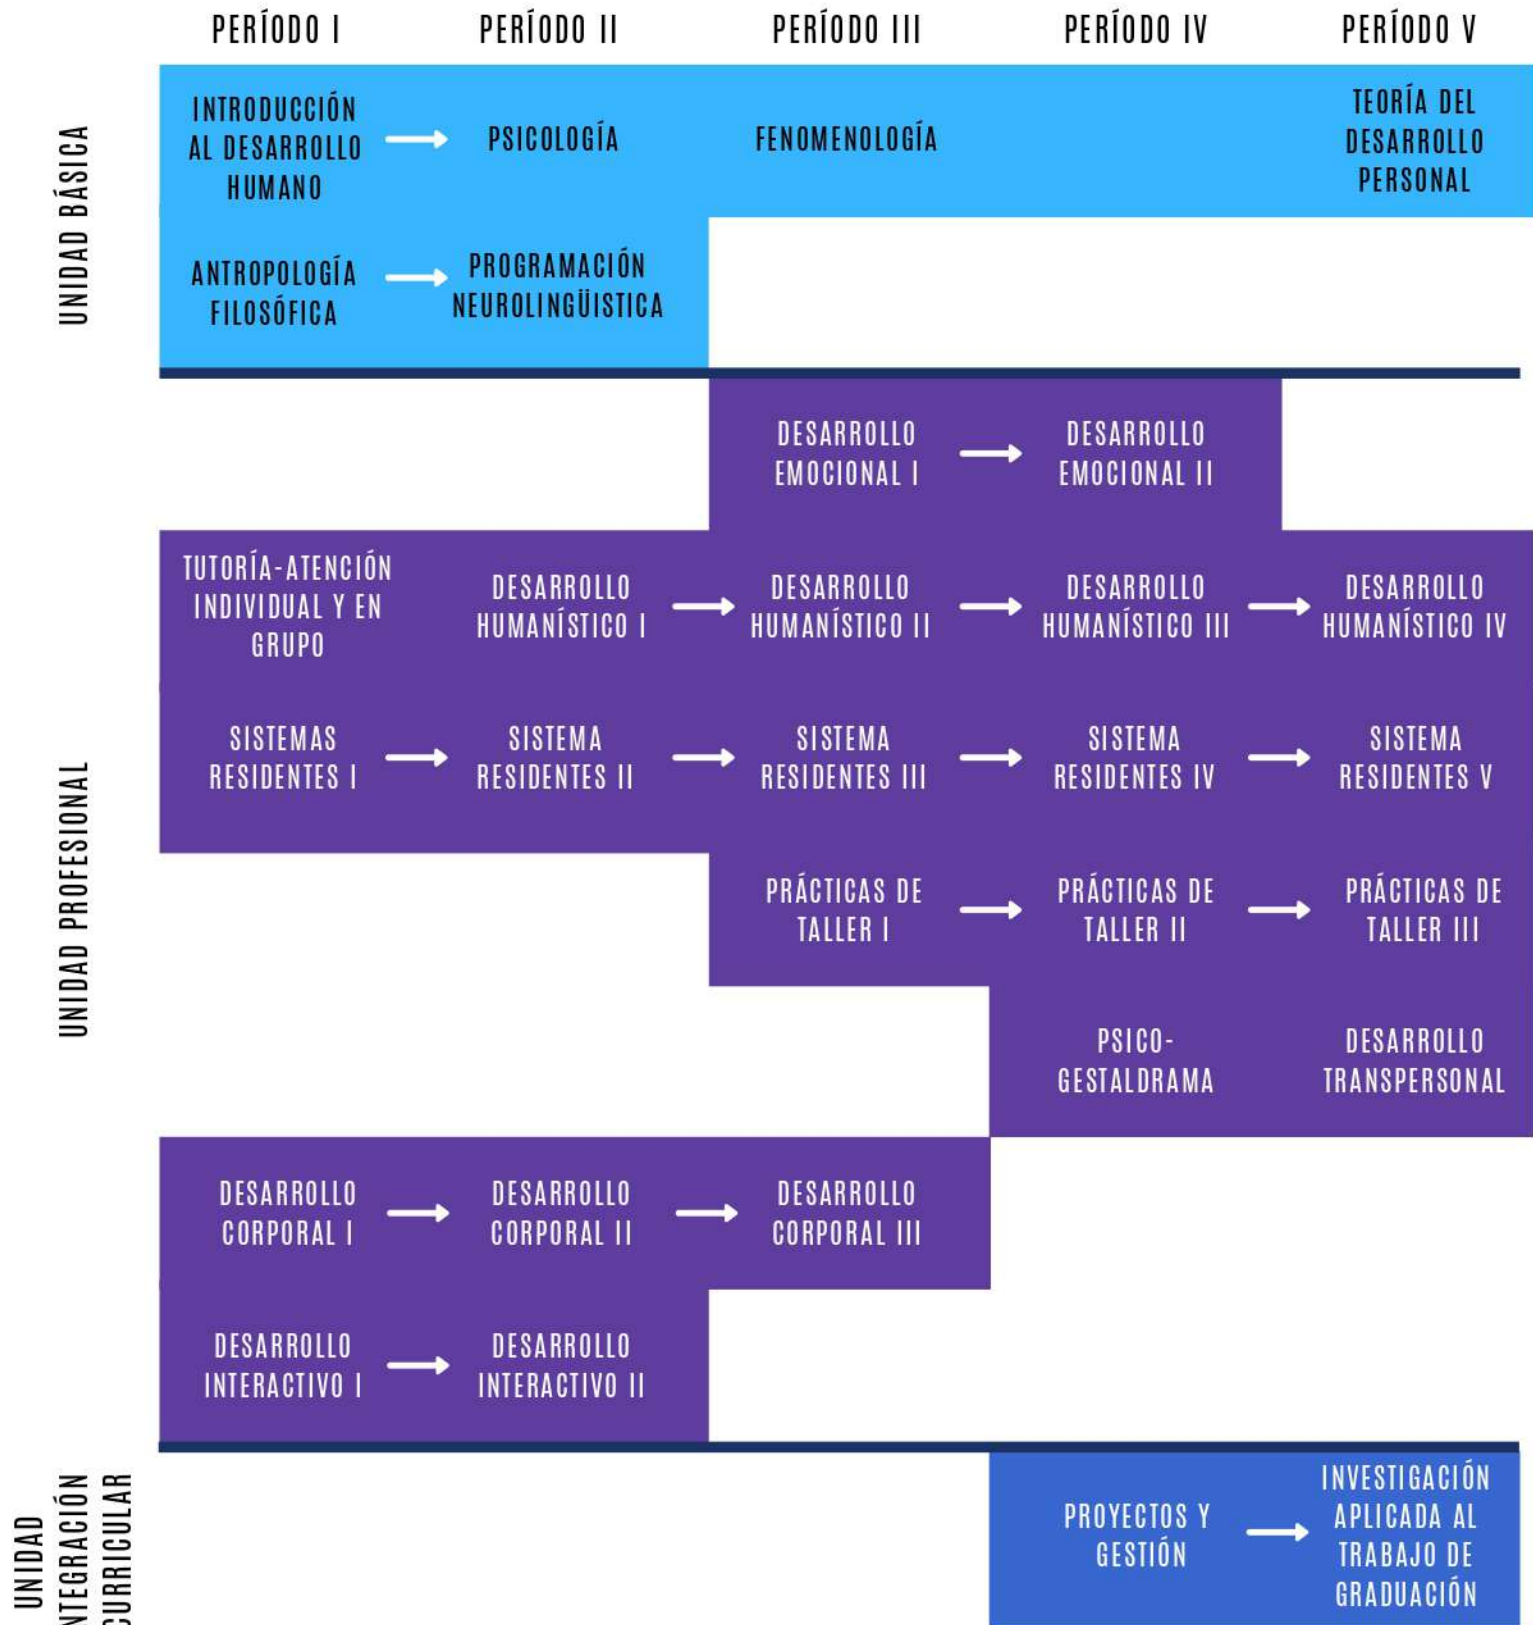 PERÍODO I
PERÍODO II
PERÍODO III
PERÍODO IV
PERÍODO V
UNIDAD BÁSICA
INTRODUCCIÓN
AL DESARROLLO
HUMANO
PSICOLOGÍA
FENOMENOLOGÍA
TEORÍA DEL
DESARROLLO
PERSONAL
ANTROPOLOGÍA
FILOSÓFICA
PROGRAMACIÓN
NEUROLINGÜISTICA
UNIDAD PROFESIONAL
DESARROLLO
EMOCIONAL I
DESARROLLO
EMOCIONAL II
TUTORÍA-ATENCIÓN
INDIVIDUAL Y EN
GRUPO
DESARROLLO
HUMANÍSTICO I
DESARROLLO
HUMANÍSTICO II
DESARROLLO
HUMANÍSTICO III
DESARROLLO
HUMANÍSTICO IV
SISTEMAS
RESIDENTES I
SISTEMA
RESIDENTES II
SISTEMA
RESIDENTES III
SISTEMA
RESIDENTES IV
SISTEMA
RESIDENTES V
PRÁCTICAS DE
TALLER I
PRÁCTICAS DE
TALLER II
PRÁCTICAS DE
TALLER III
PSICO-
GESTALDRAMA
DESARROLLO
TRANSPERSONAL
DESARROLLO
CORPORAL I
DESARROLLO
CORPORAL II
DESARROLLO
CORPORAL III
DESARROLLO
INTERACTIVO I
DESARROLLO
INTERACTIVO II
UNIDAD
NTEGRACIÓN
CURRICULAR
PROYECTOS Y
GESTIÓN
INVESTIGACIÓN
APLICADA AL
TRABAJO DE
GRADUACIÓN